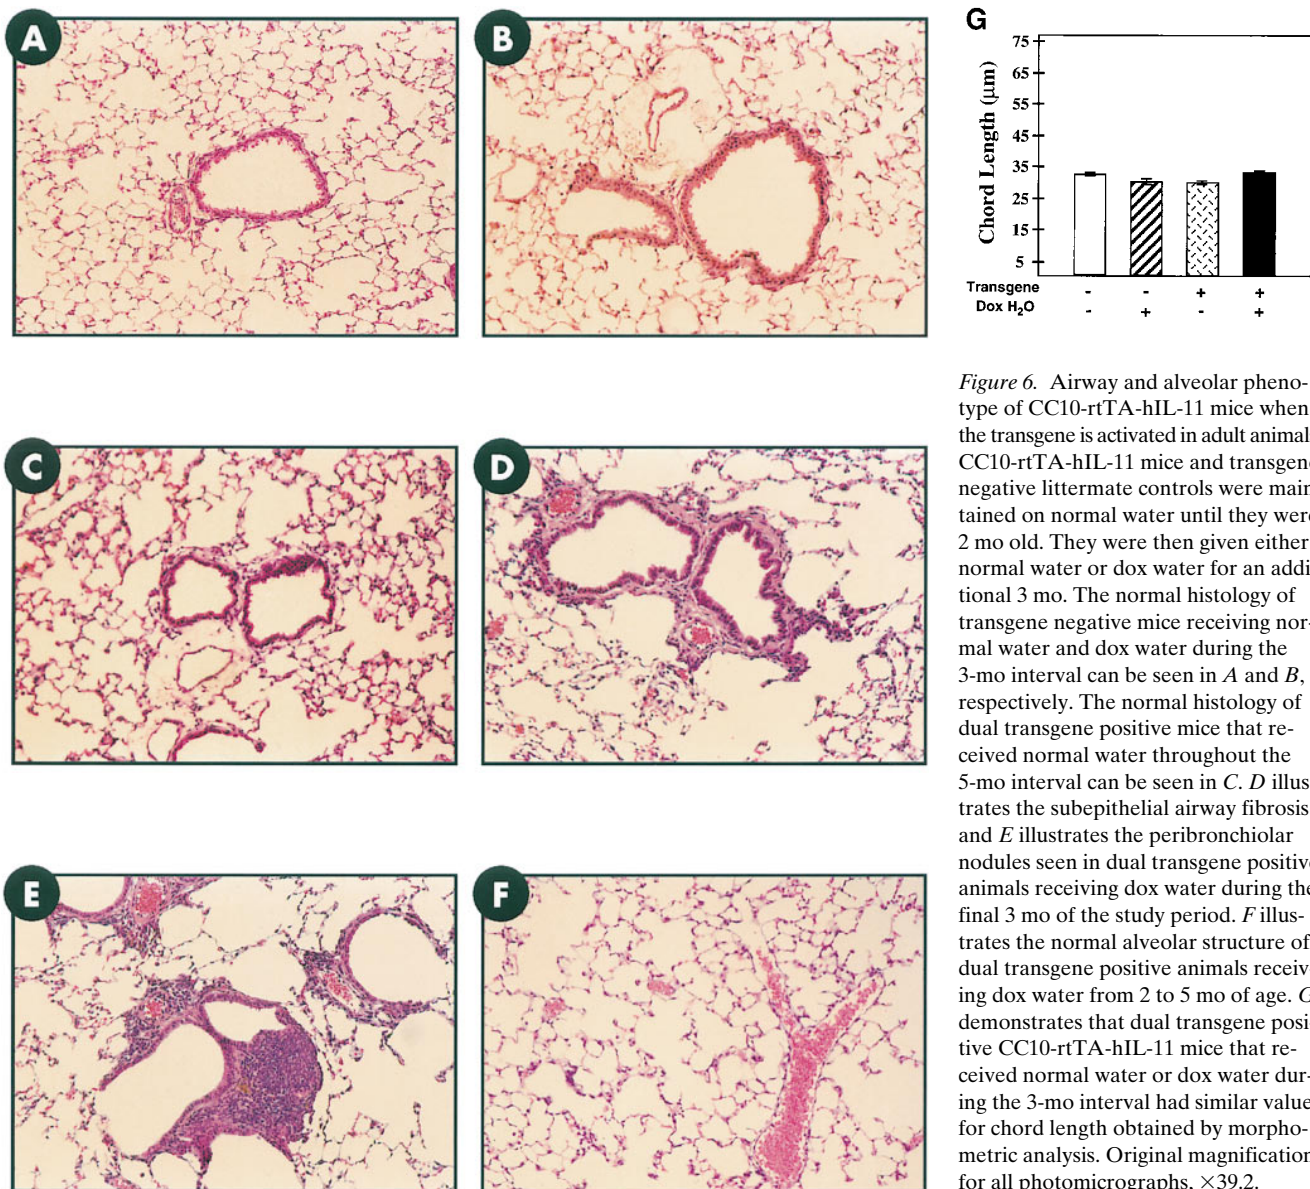 A
B
C
D
E
F
G
75
65
55
45
35
25
15
5
Chord Length (μm)
Transgene - - + +
Dox H₂O - + - +
Figure 6. Airway and alveolar pheno-
type of CC10-rtTA-hIL-11 mice when
the transgene is activated in adult animal
CC10-rtTA-hIL-11 mice and transgene
negative littermate controls were main
tained on normal water until they were
2 mo old. They were then given either
normal water or dox water for an addi
tional 3 mo. The normal histology of
transgene negative mice receiving nor-
mal water and dox water during the
3-mo interval can be seen in A and B,
respectively. The normal histology of
dual transgene positive mice that re-
ceived normal water throughout the
5-mo interval can be seen in C. D illus
trates the subepithelial airway fibrosis
and E illustrates the peribronchiolar
nodules seen in dual transgene positive
animals receiving dox water during the
final 3 mo of the study period. F illus-
trates the normal alveolar structure of
dual transgene positive animals receiv
ing dox water from 2 to 5 mo of age. G
demonstrates that dual transgene posi
tive CC10-rtTA-hIL-11 mice that re-
ceived normal water or dox water dur-
ing the 3-mo interval had similar value
for chord length obtained by morpho-
metric analysis. Original magnification
for all photomicrographs, ×39.2.